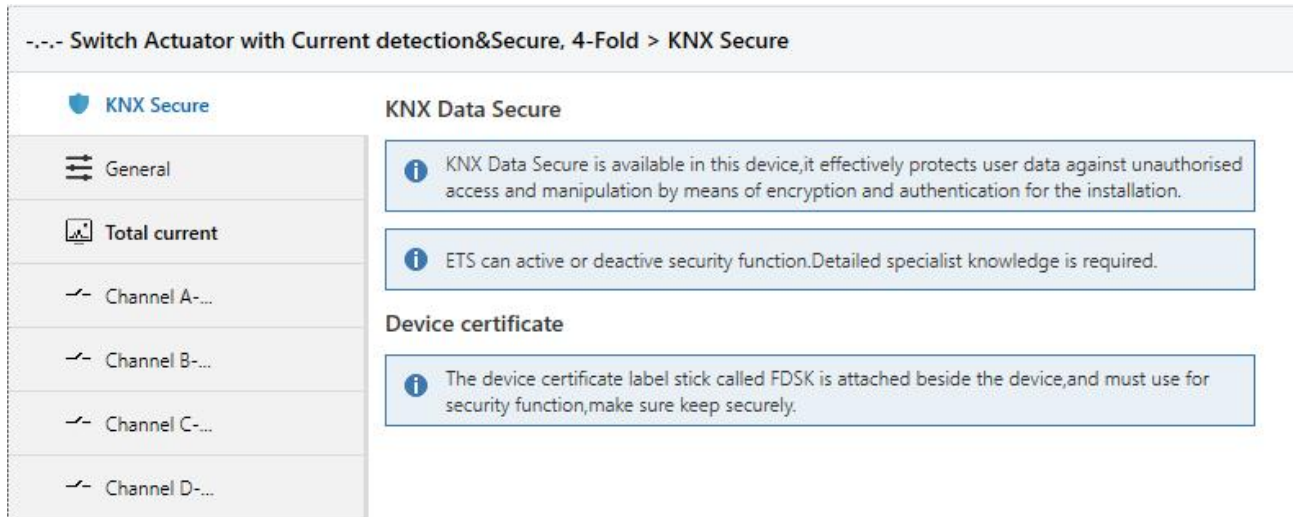 -.-.- Switch Actuator with Current detection&Secure, 4-Fold > KNX Secure
KNX Secure
General
Total current
Channel A-...
Channel B-...
Channel C-...
Channel D-...
KNX Data Secure
KNX Data Secure is available in this device,it effectively protects user data against unauthorised
access and manipulation by means of encryption and authentication for the installation.
ETS can active or deactive security function.Detailed specialist knowledge is required.
Device certificate
The device certificate label stick called FDSK is attached beside the device,and must use for
security function,make sure keep securely.